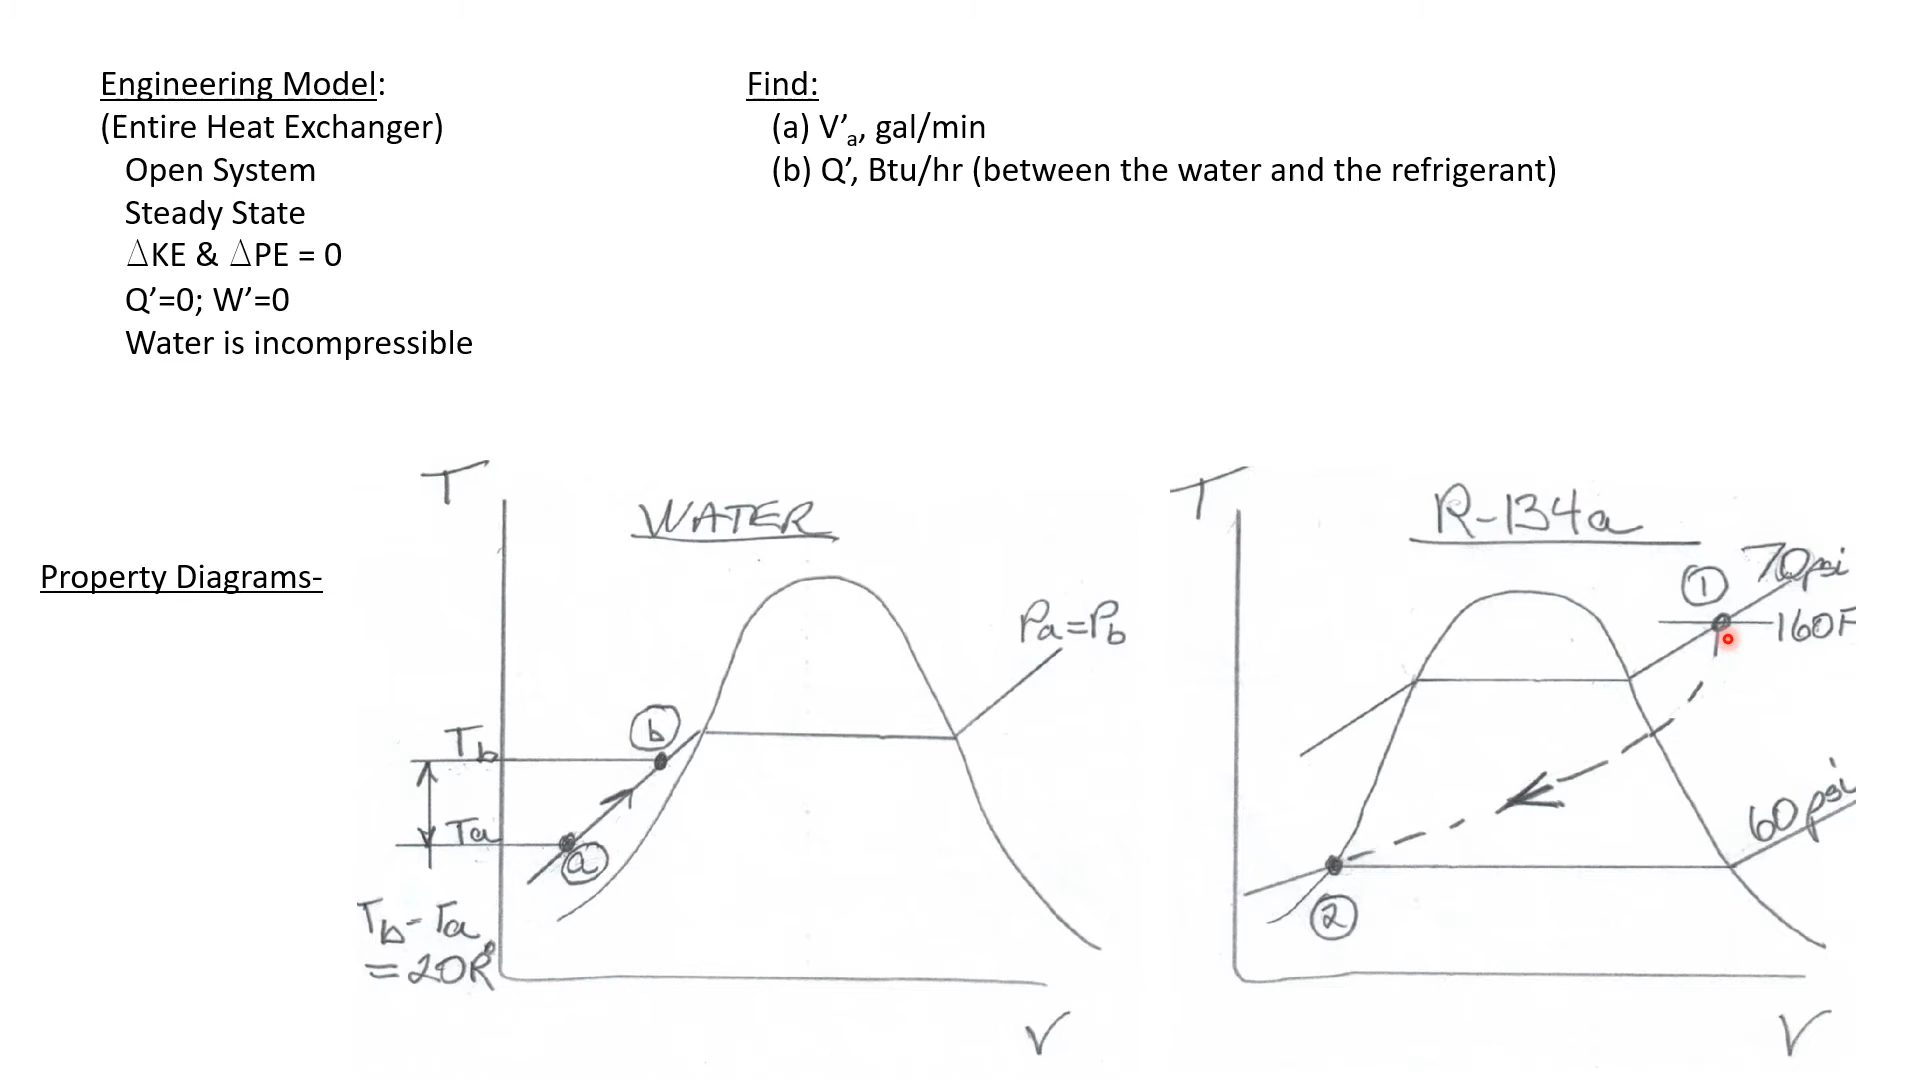 Engineering Model:
(Entire Heat Exchanger)
Open System
Steady State
△KE & △PE = 0
Q’=0; W’=0
Water is incompressible
Find:
(a) V’a, gal/min
(b) Q’, Btu/hr (between the water and the refrigerant)
Property Diagrams-
T
WATER
Pa=Pb
b
Tb
Ta
a
Tb-Ta
=20R
V
T
R-134a
70psi
1
160F
60psi
2
V